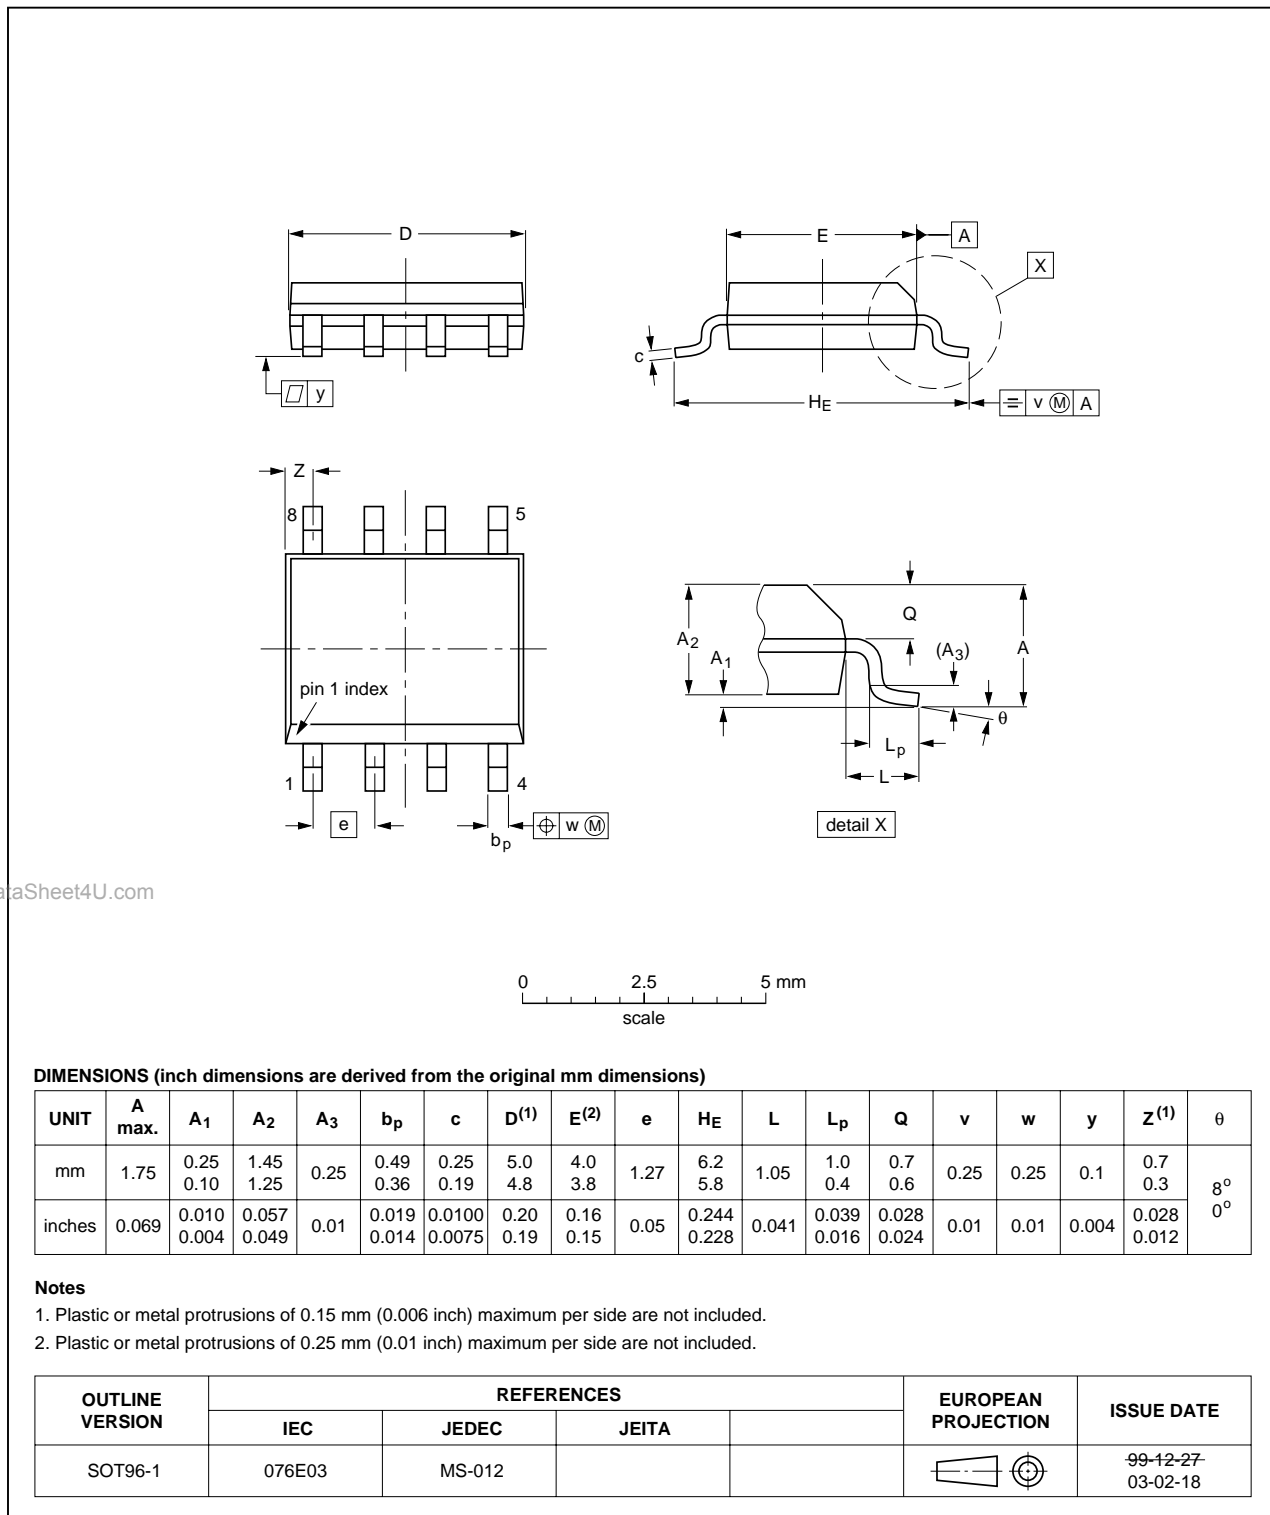 D
E
A
X
c
y
HE
v M A
Z
8
5
pin 1 index
1
4
e
bp
w M
A2
A1
Q
(A3)
A
θ
Lp
L
detail X
ataSheet4U.com
0 2.5 5 mm
scale
DIMENSIONS (inch dimensions are derived from the original mm dimensions)
UNIT A max. A1 A2 A3 bp c D(1) E(2) e HE L Lp Q v w y Z(1) θ
mm 1.75 0.25 0.10 1.45 1.25 0.25 0.49 0.36 0.25 0.19 5.0 4.8 4.0 3.8 1.27 6.2 5.8 1.05 1.0 0.4 0.7 0.6 0.25 0.25 0.1 0.7 0.3 8o 0o
inches 0.069 0.010 0.004 0.057 0.049 0.01 0.019 0.014 0.0100 0.0075 0.20 0.19 0.16 0.15 0.05 0.244 0.228 0.041 0.039 0.016 0.028 0.024 0.01 0.01 0.004 0.028 0.012
Notes
1. Plastic or metal protrusions of 0.15 mm (0.006 inch) maximum per side are not included.
2. Plastic or metal protrusions of 0.25 mm (0.01 inch) maximum per side are not included.
OUTLINE VERSION REFERENCES EUROPEAN PROJECTION ISSUE DATE
IEC JEDEC JEITA
SOT96-1 076E03 MS-012 99-12-27
03-02-18